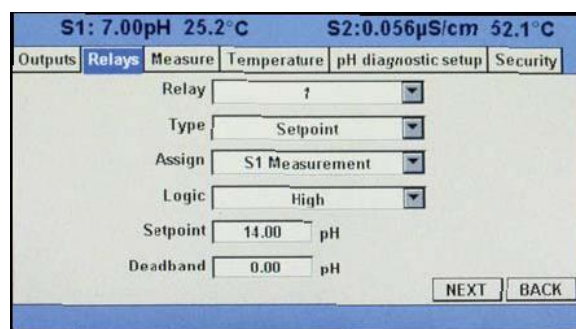 S1: 7.00pH 25.2°C S2:0.056µS/cm 52.1°C
Outputs Relays Measure Temperature pH diagnostic setup Security
Relay 1
Type Setpoint
Assign S1 Measurement
Logic High
Setpoint 14.00 pH
Deadband 0.00 pH
NEXT BACK